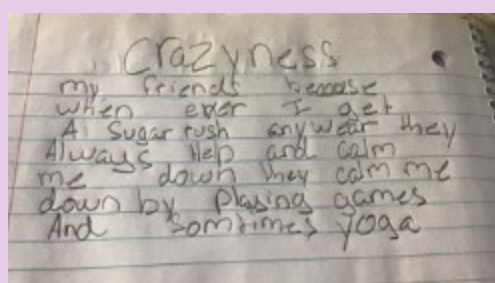 Crazyness
my friends becase
when ever I get
A Sugar rush anywear they
Always Help and calm
me down they calm me
down by plasing games
And Somtimes yoga